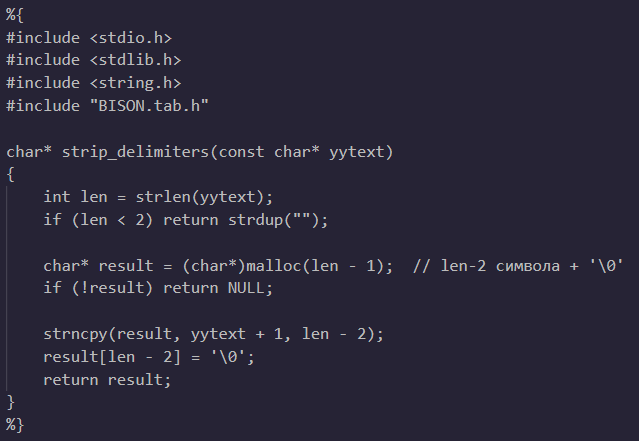 %{
#include <stdio.h>
#include <stdlib.h>
#include <string.h>
#include "BISON.tab.h"

char* strip_delimiters(const char* yytext)
{
    int len = strlen(yytext);
    if (len < 2) return strdup("");

    char* result = (char*)malloc(len - 1);  // len-2 символа + '\0'
    if (!result) return NULL;

    strncpy(result, yytext + 1, len - 2);
    result[len - 2] = '\0';
    return result;
}
%}